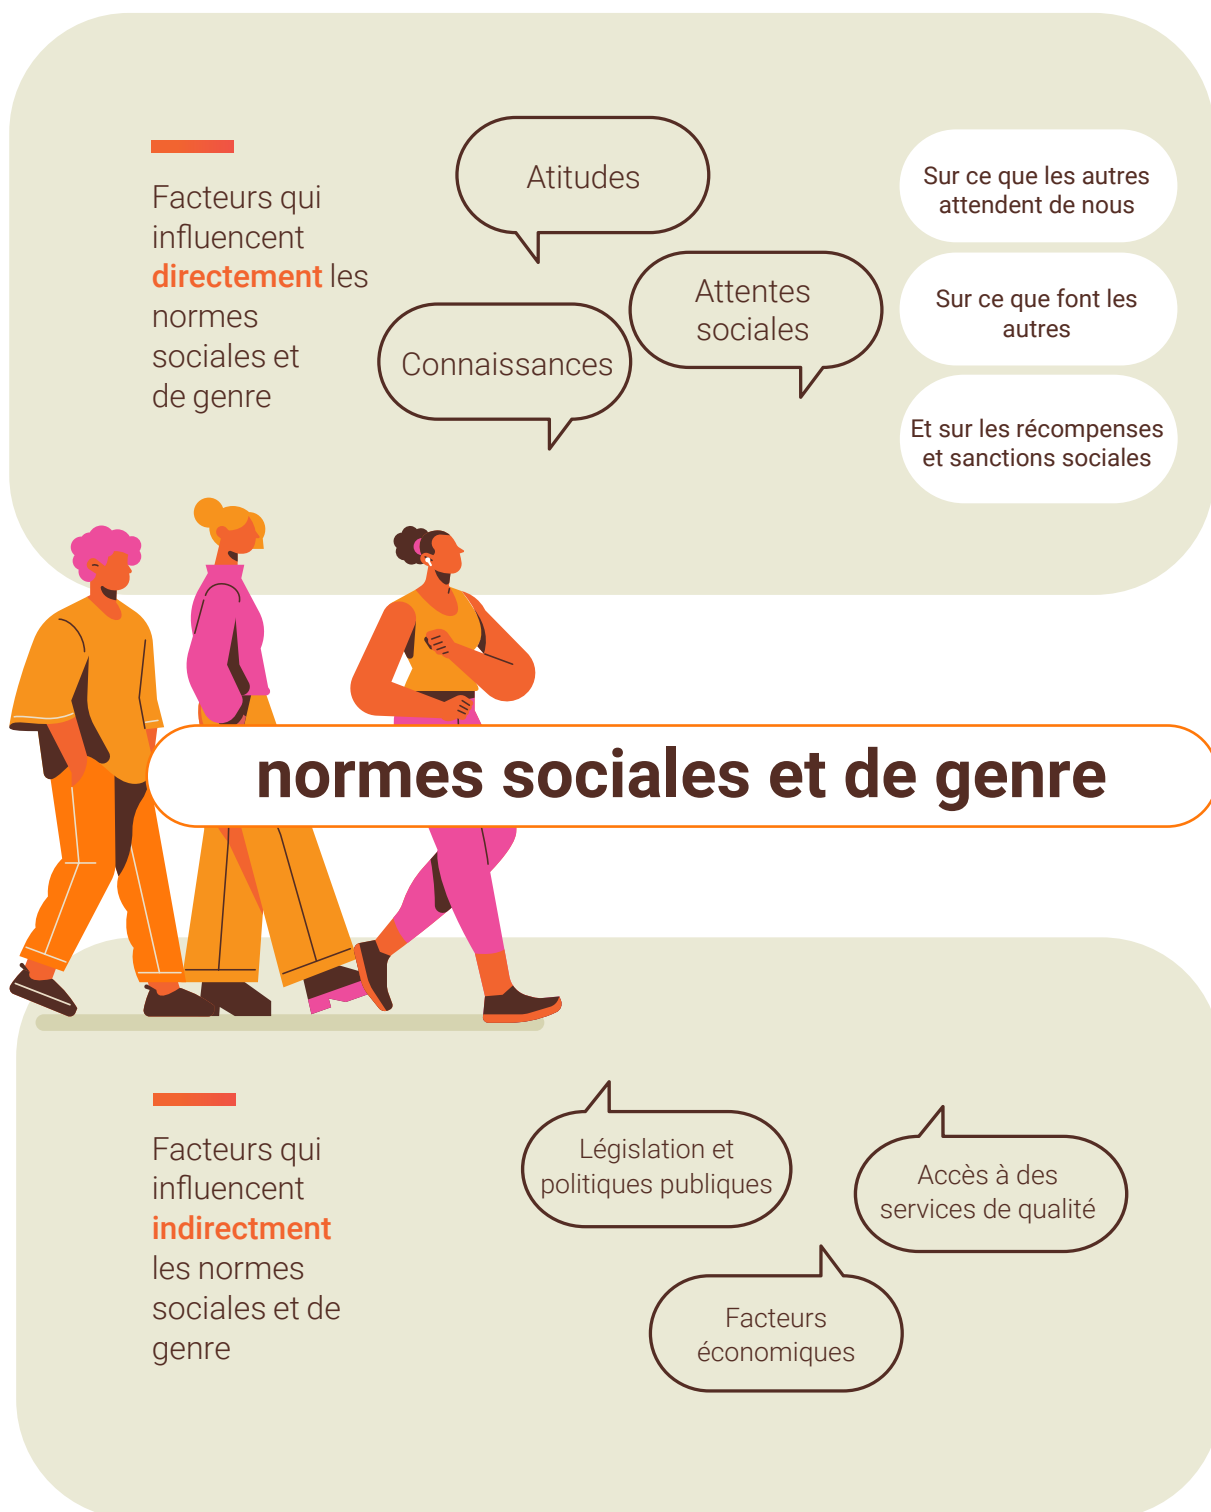 Facteurs qui
influencent
directement les
normes
sociales et
de genre
Atitudes
Attentes
sociales
Connaissances
Sur ce que les autres
attendent de nous
Sur ce que font les
autres
Et sur les récompenses
et sanctions sociales
normes sociales et de genre
Facteurs qui
influencent
indirectment
les normes
sociales et de
genre
Législation et
politiques publiques
Accès à des
services de qualité
Facteurs
économiques